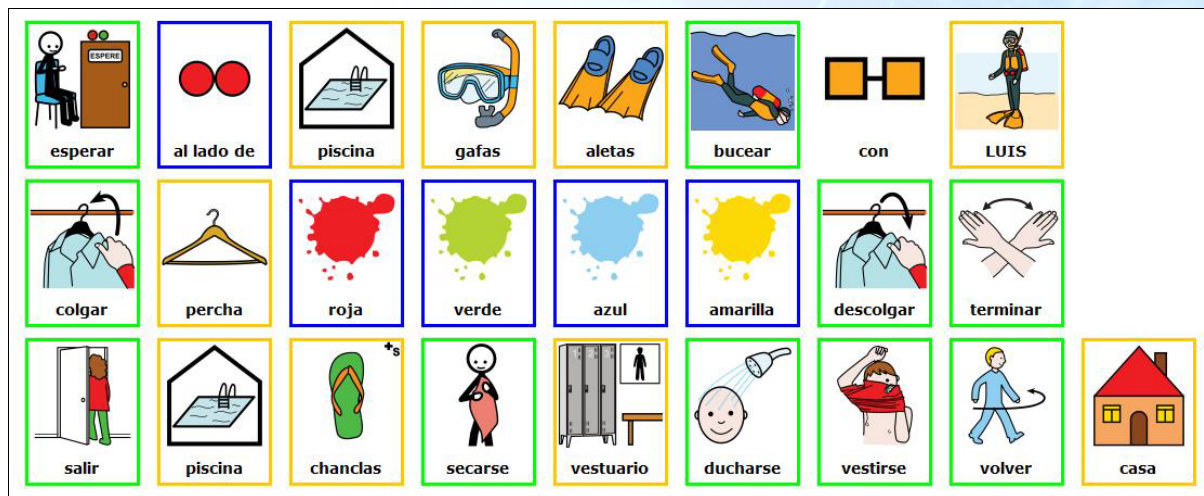 ESPERE
esperar al lado de piscina gafas aletas bucear con LUIS
colgar percha roja verde azul amarilla descolgar terminar
+s
salir piscina chanclas secarse vestuario ducharse vestirse volver casa